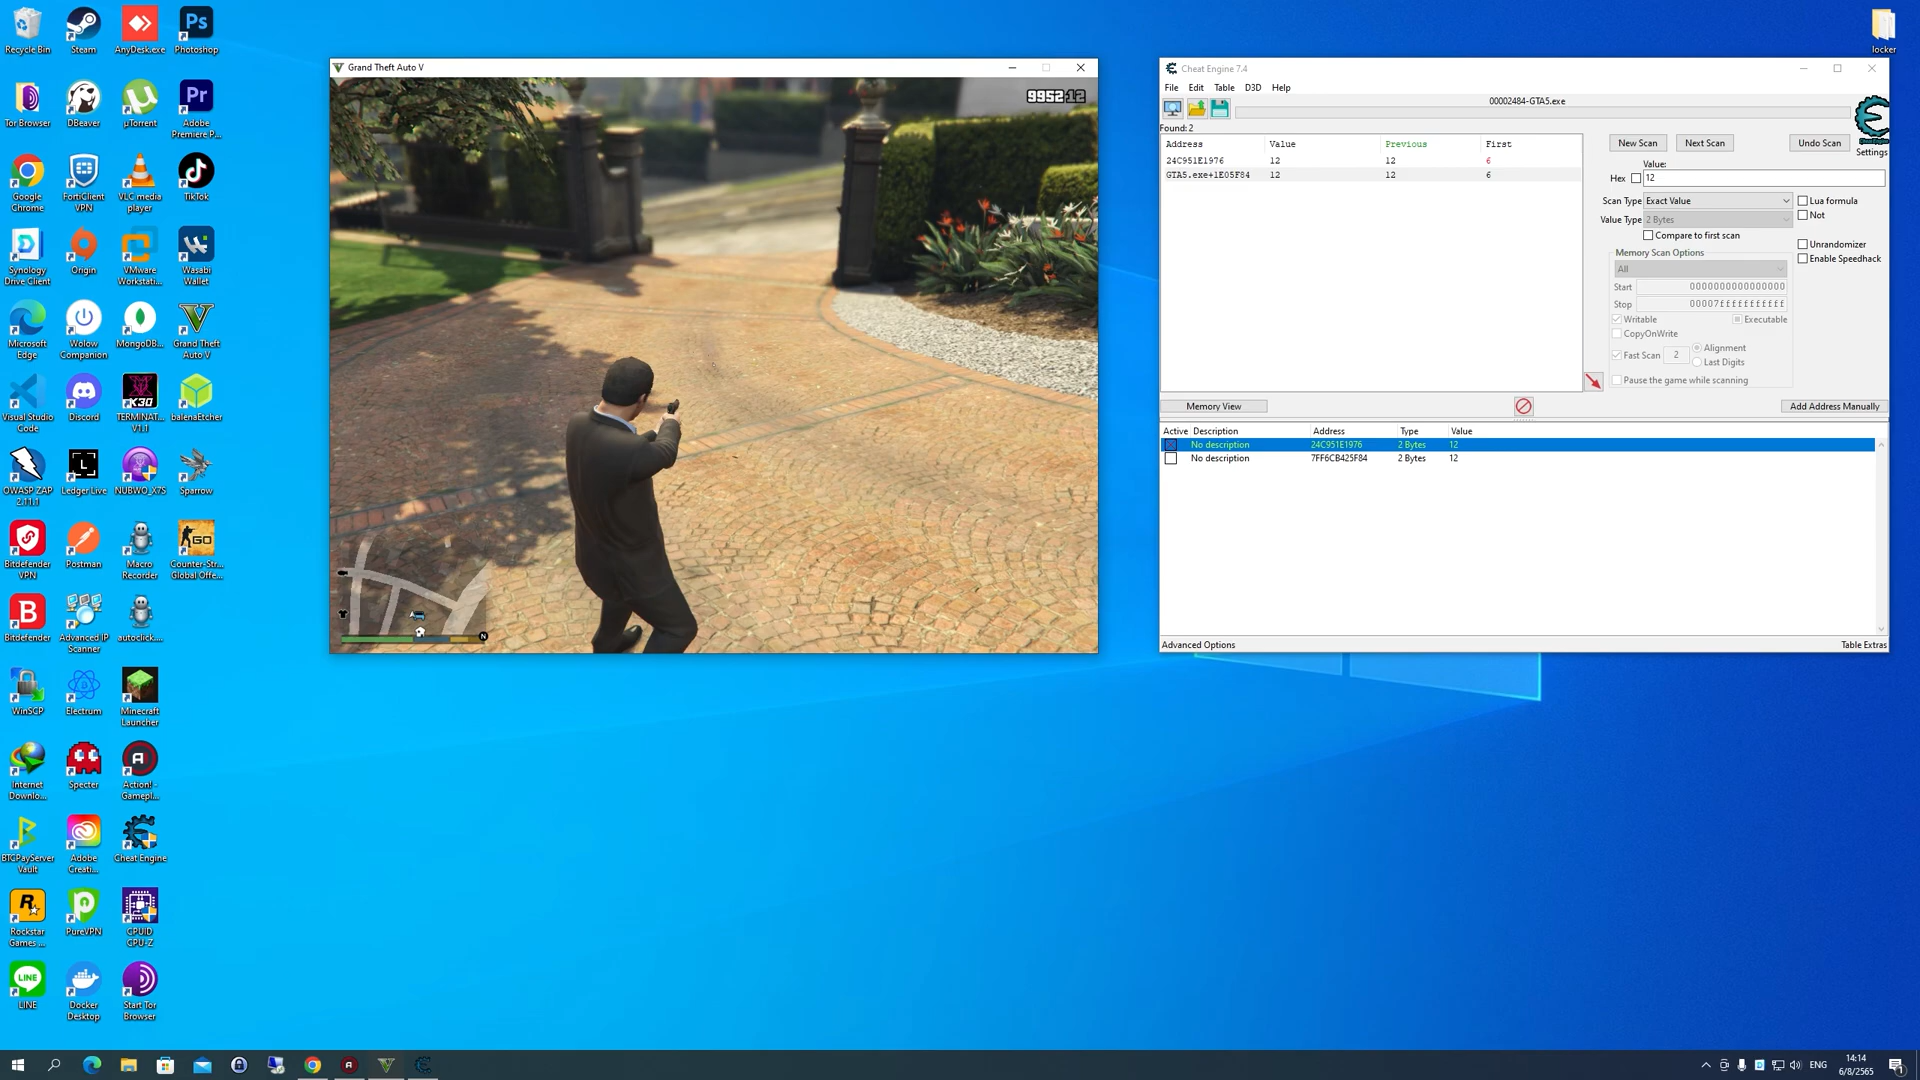 Recycle Bin
Steam
AnyDesk.exe
Photoshop
Tor Browser
DBeaver
µTorrent
Adobe
Premiere P...
Google
Chrome
FortiClient
VPN
VLC media
player
TikTok
Synology
Drive Client
Origin
VMware
Workstati...
Wasabi
Wallet
Microsoft
Edge
Wolow
Companion
MongoDB...
Grand Theft
Auto V
Visual Studio
Code
Discord
TERMINAT...
V1.1
balenaEtcher
OWASP ZAP
2.11.1
Ledger Live
NUBWO_X75
Sparrow
Bitdefender
VPN
Postman
Macro
Recorder
Counter-Str...
Global Offe...
Bitdefender
Advanced IP
Scanner
autoclick....
WinSCP
Electrum
Minecraft
Launcher
Internet
Downlo...
Specter
Action! -
Gamepl...
BTCPayServer
Vault
Adobe
Creati...
Cheat Engine
Rockstar
Games ...
PureVPN
CPUID
CPU-Z
LINE
Docker
Desktop
Start Tor
Browser
locker
Grand Theft Auto V
9952 12
N
Cheat Engine 7.4
File Edit Table D3D Help
00002484-GTA5.exe
Found: 2
Address Value Previous First
24C951E1976 12 12 6
GTA5.exe+1E05F84 12 12 6
New Scan Next Scan Undo Scan
Settings
Value:
Hex 12
Scan Type Exact Value
Lua formula
Value Type 2 Bytes
Not
Compare to first scan
Unrandomizer
Enable Speedhack
Memory Scan Options
All
Start 0000000000000000
Stop 00007fffffffffff
Writable Executable
CopyOnWrite
Fast Scan 2 Alignment
Last Digits
Pause the game while scanning
Memory View
Add Address Manually
Active Description Address Type Value
No description 24C951E1976 2 Bytes 12
No description 7FF6CB425F84 2 Bytes 12
Advanced Options
Table Extras
ENG
14:14
6/8/2565